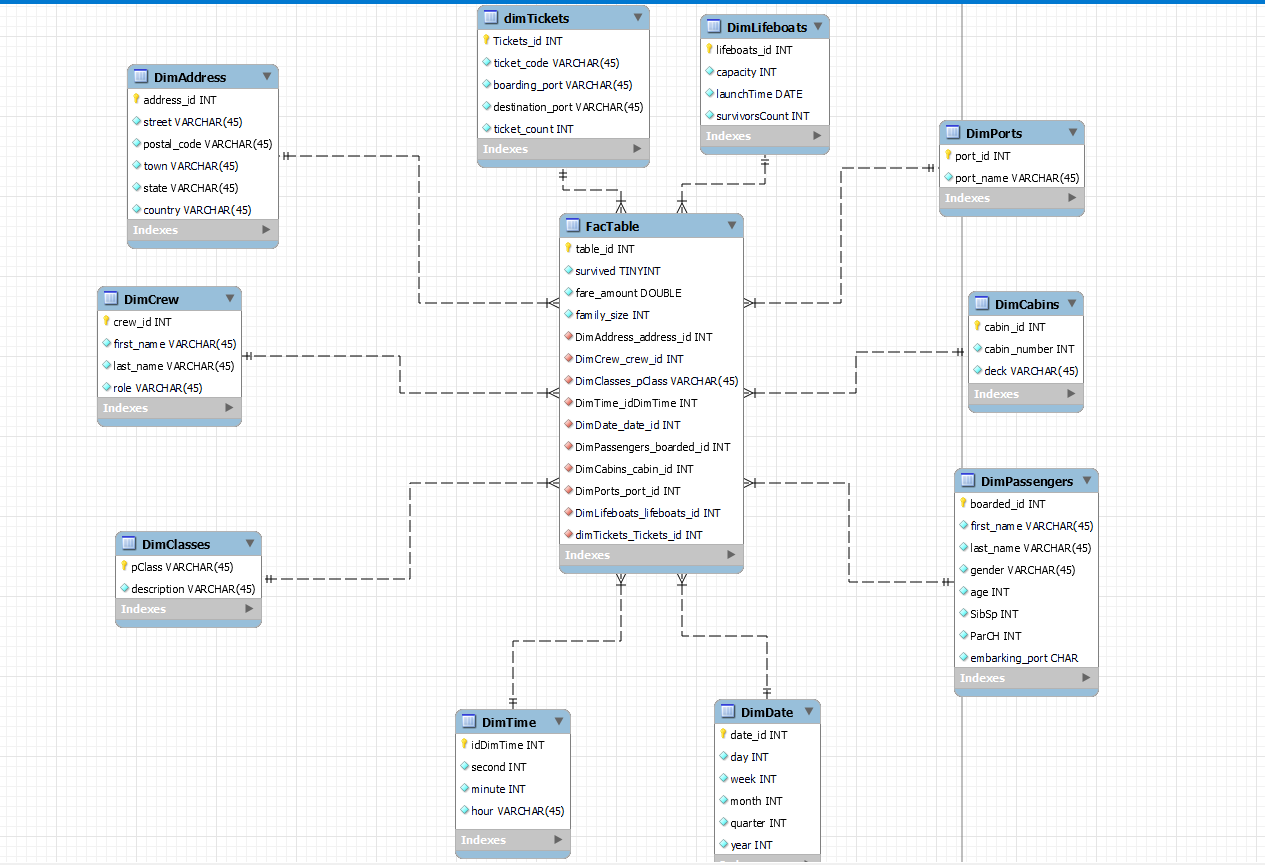 dimTickets
Tickets_id INT
ticket_code VARCHAR(45)
boarding_port VARCHAR(45)
destination_port VARCHAR(45)
ticket_count INT
Indexes
DimLifeboats
lifeboats_id INT
capacity INT
launchTime DATE
survivorsCount INT
Indexes
DimAddress
address_id INT
street VARCHAR(45)
postal_code VARCHAR(45)
town VARCHAR(45)
state VARCHAR(45)
country VARCHAR(45)
Indexes
DimPorts
port_id INT
port_name VARCHAR(45)
Indexes
FacTable
table_id INT
survived TINYINT
fare_amount DOUBLE
family_size INT
DimAddress_address_id INT
DimCrew_crew_id INT
DimClasses_pClass VARCHAR(45)
DimTime_idDimTime INT
DimDate_date_id INT
DimPassengers_boarded_id INT
DimCabins_cabin_id INT
DimPorts_port_id INT
DimLifeboats_lifeboats_id INT
dimTickets_Tickets_id INT
Indexes
DimCrew
crew_id INT
first_name VARCHAR(45)
last_name VARCHAR(45)
role VARCHAR(45)
Indexes
DimCabins
cabin_id INT
cabin_number INT
deck VARCHAR(45)
Indexes
DimClasses
pClass VARCHAR(45)
description VARCHAR(45)
Indexes
DimPassengers
boarded_id INT
first_name VARCHAR(45)
last_name VARCHAR(45)
gender VARCHAR(45)
age INT
SibSp INT
ParCH INT
embarking_port CHAR
Indexes
DimTime
idDimTime INT
second INT
minute INT
hour VARCHAR(45)
Indexes
DimDate
date_id INT
day INT
week INT
month INT
quarter INT
year INT